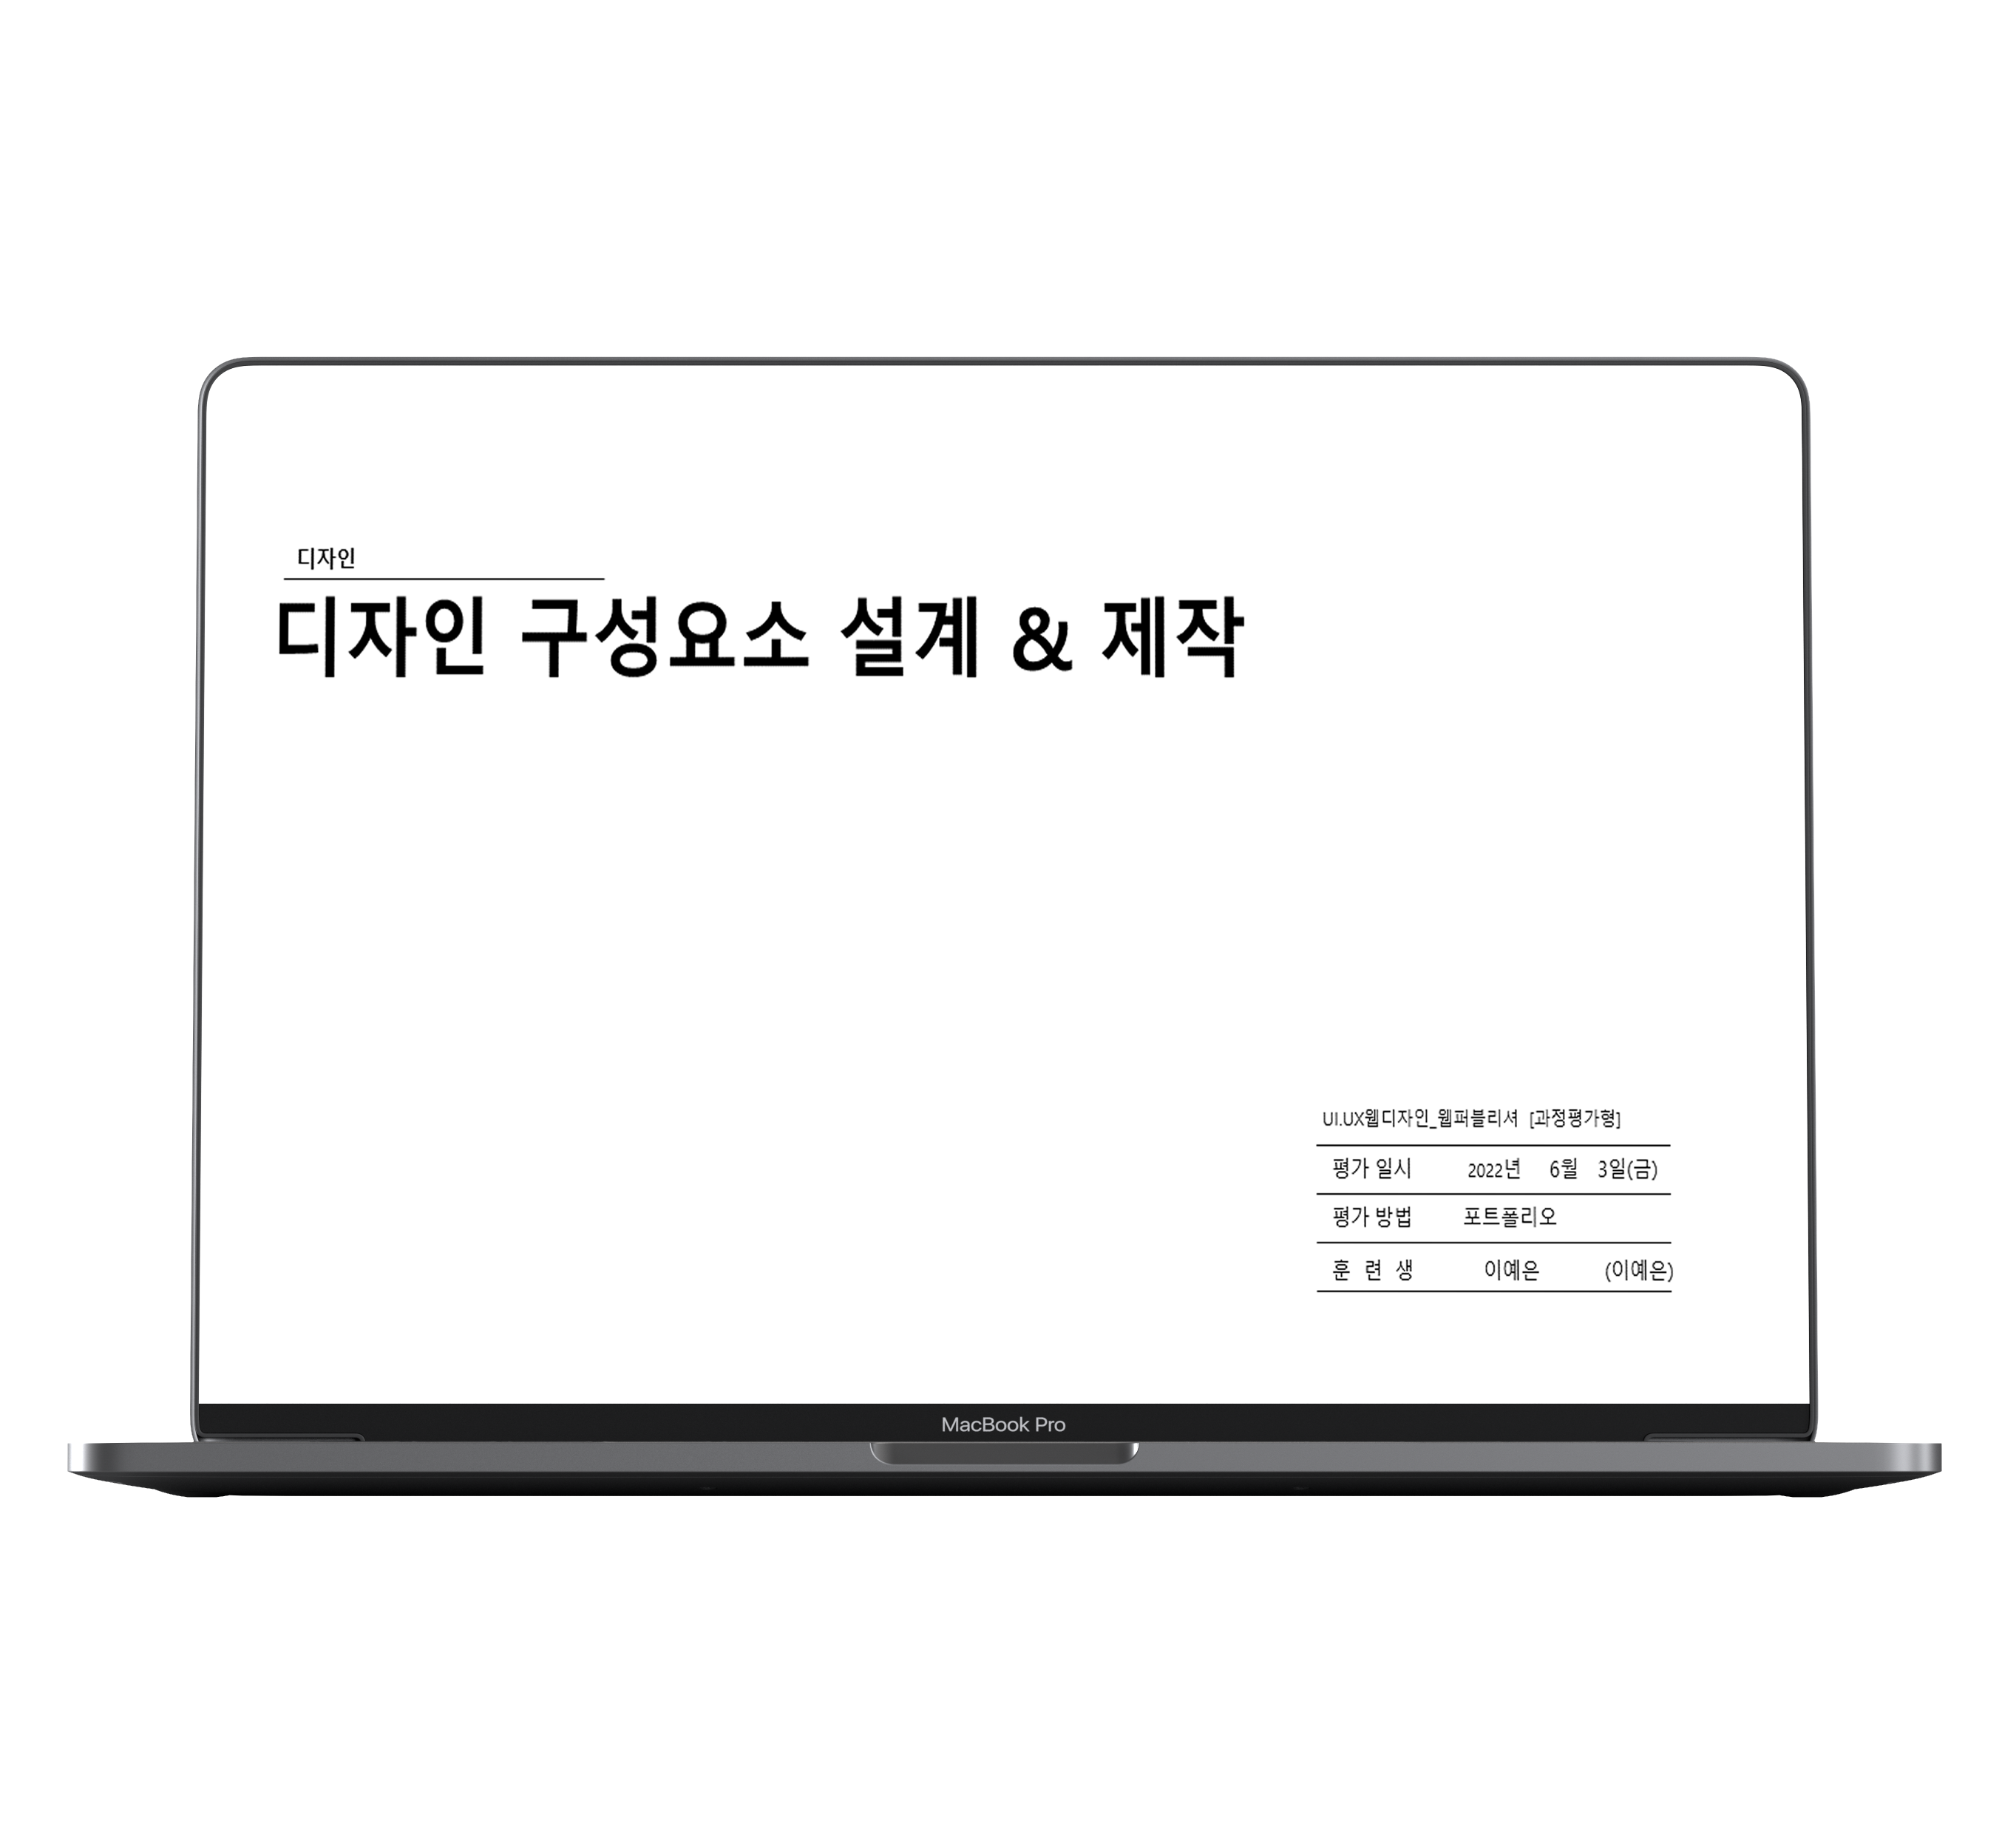 디자인
디자인 구성요소 설계 & 제작
UI.UX웹디자인_웹퍼블리셔 [과정평가형]
평가 일시 2022년 6월 3일(금)
평가 방법 포트폴리오
훈 련 생 이예은 (이예은)
MacBook Pro